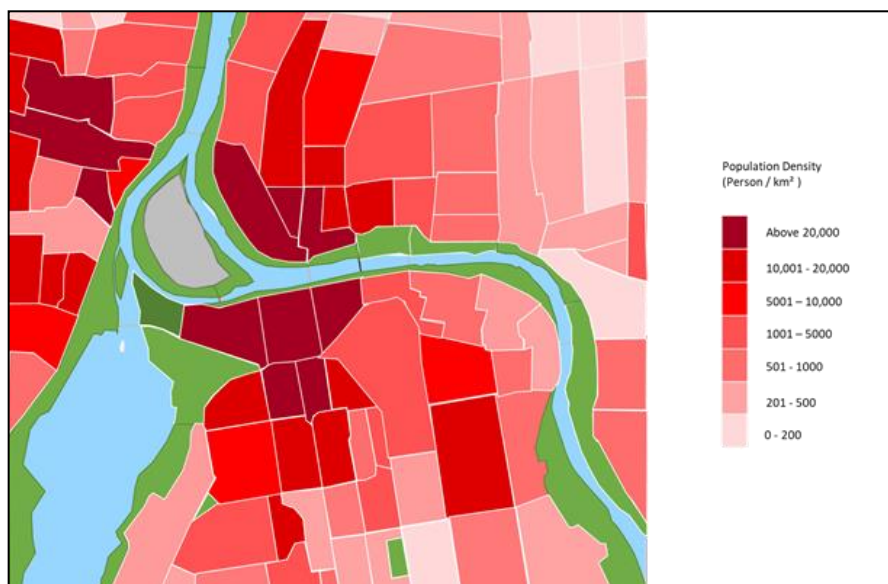 Population Density
(Person / km² )
Above 20,000
10,001 - 20,000
5001 – 10,000
1001 – 5000
501 - 1000
201 - 500
0 - 200